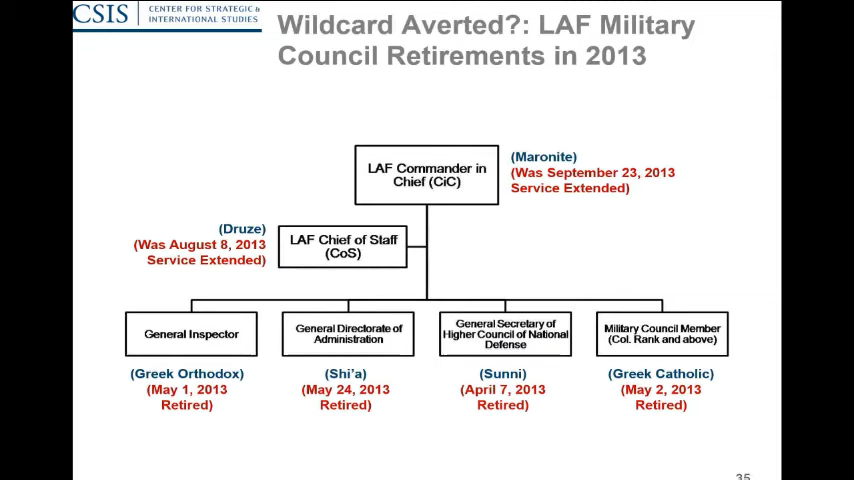 CSIS
CENTER FOR STRATEGIC &
INTERNATIONAL STUDIES
Wildcard Averted?: LAF Military
Council Retirements in 2013
LAF Commander in
Chief (CiC)
(Maronite)
(Was September 23, 2013
Service Extended)
(Druze)
(Was August 8, 2013
Service Extended)
LAF Chief of Staff
(CoS)
General Inspector
(Greek Orthodox)
(May 1, 2013
Retired)
General Directorate of
Administration
(Shi'a)
(May 24, 2013
Retired)
General Secretary of
Higher Council of National
Defense
(Sunni)
(April 7, 2013
Retired)
Military Council Member
(Col. Rank and above)
(Greek Catholic)
(May 2, 2013
Retired)
35